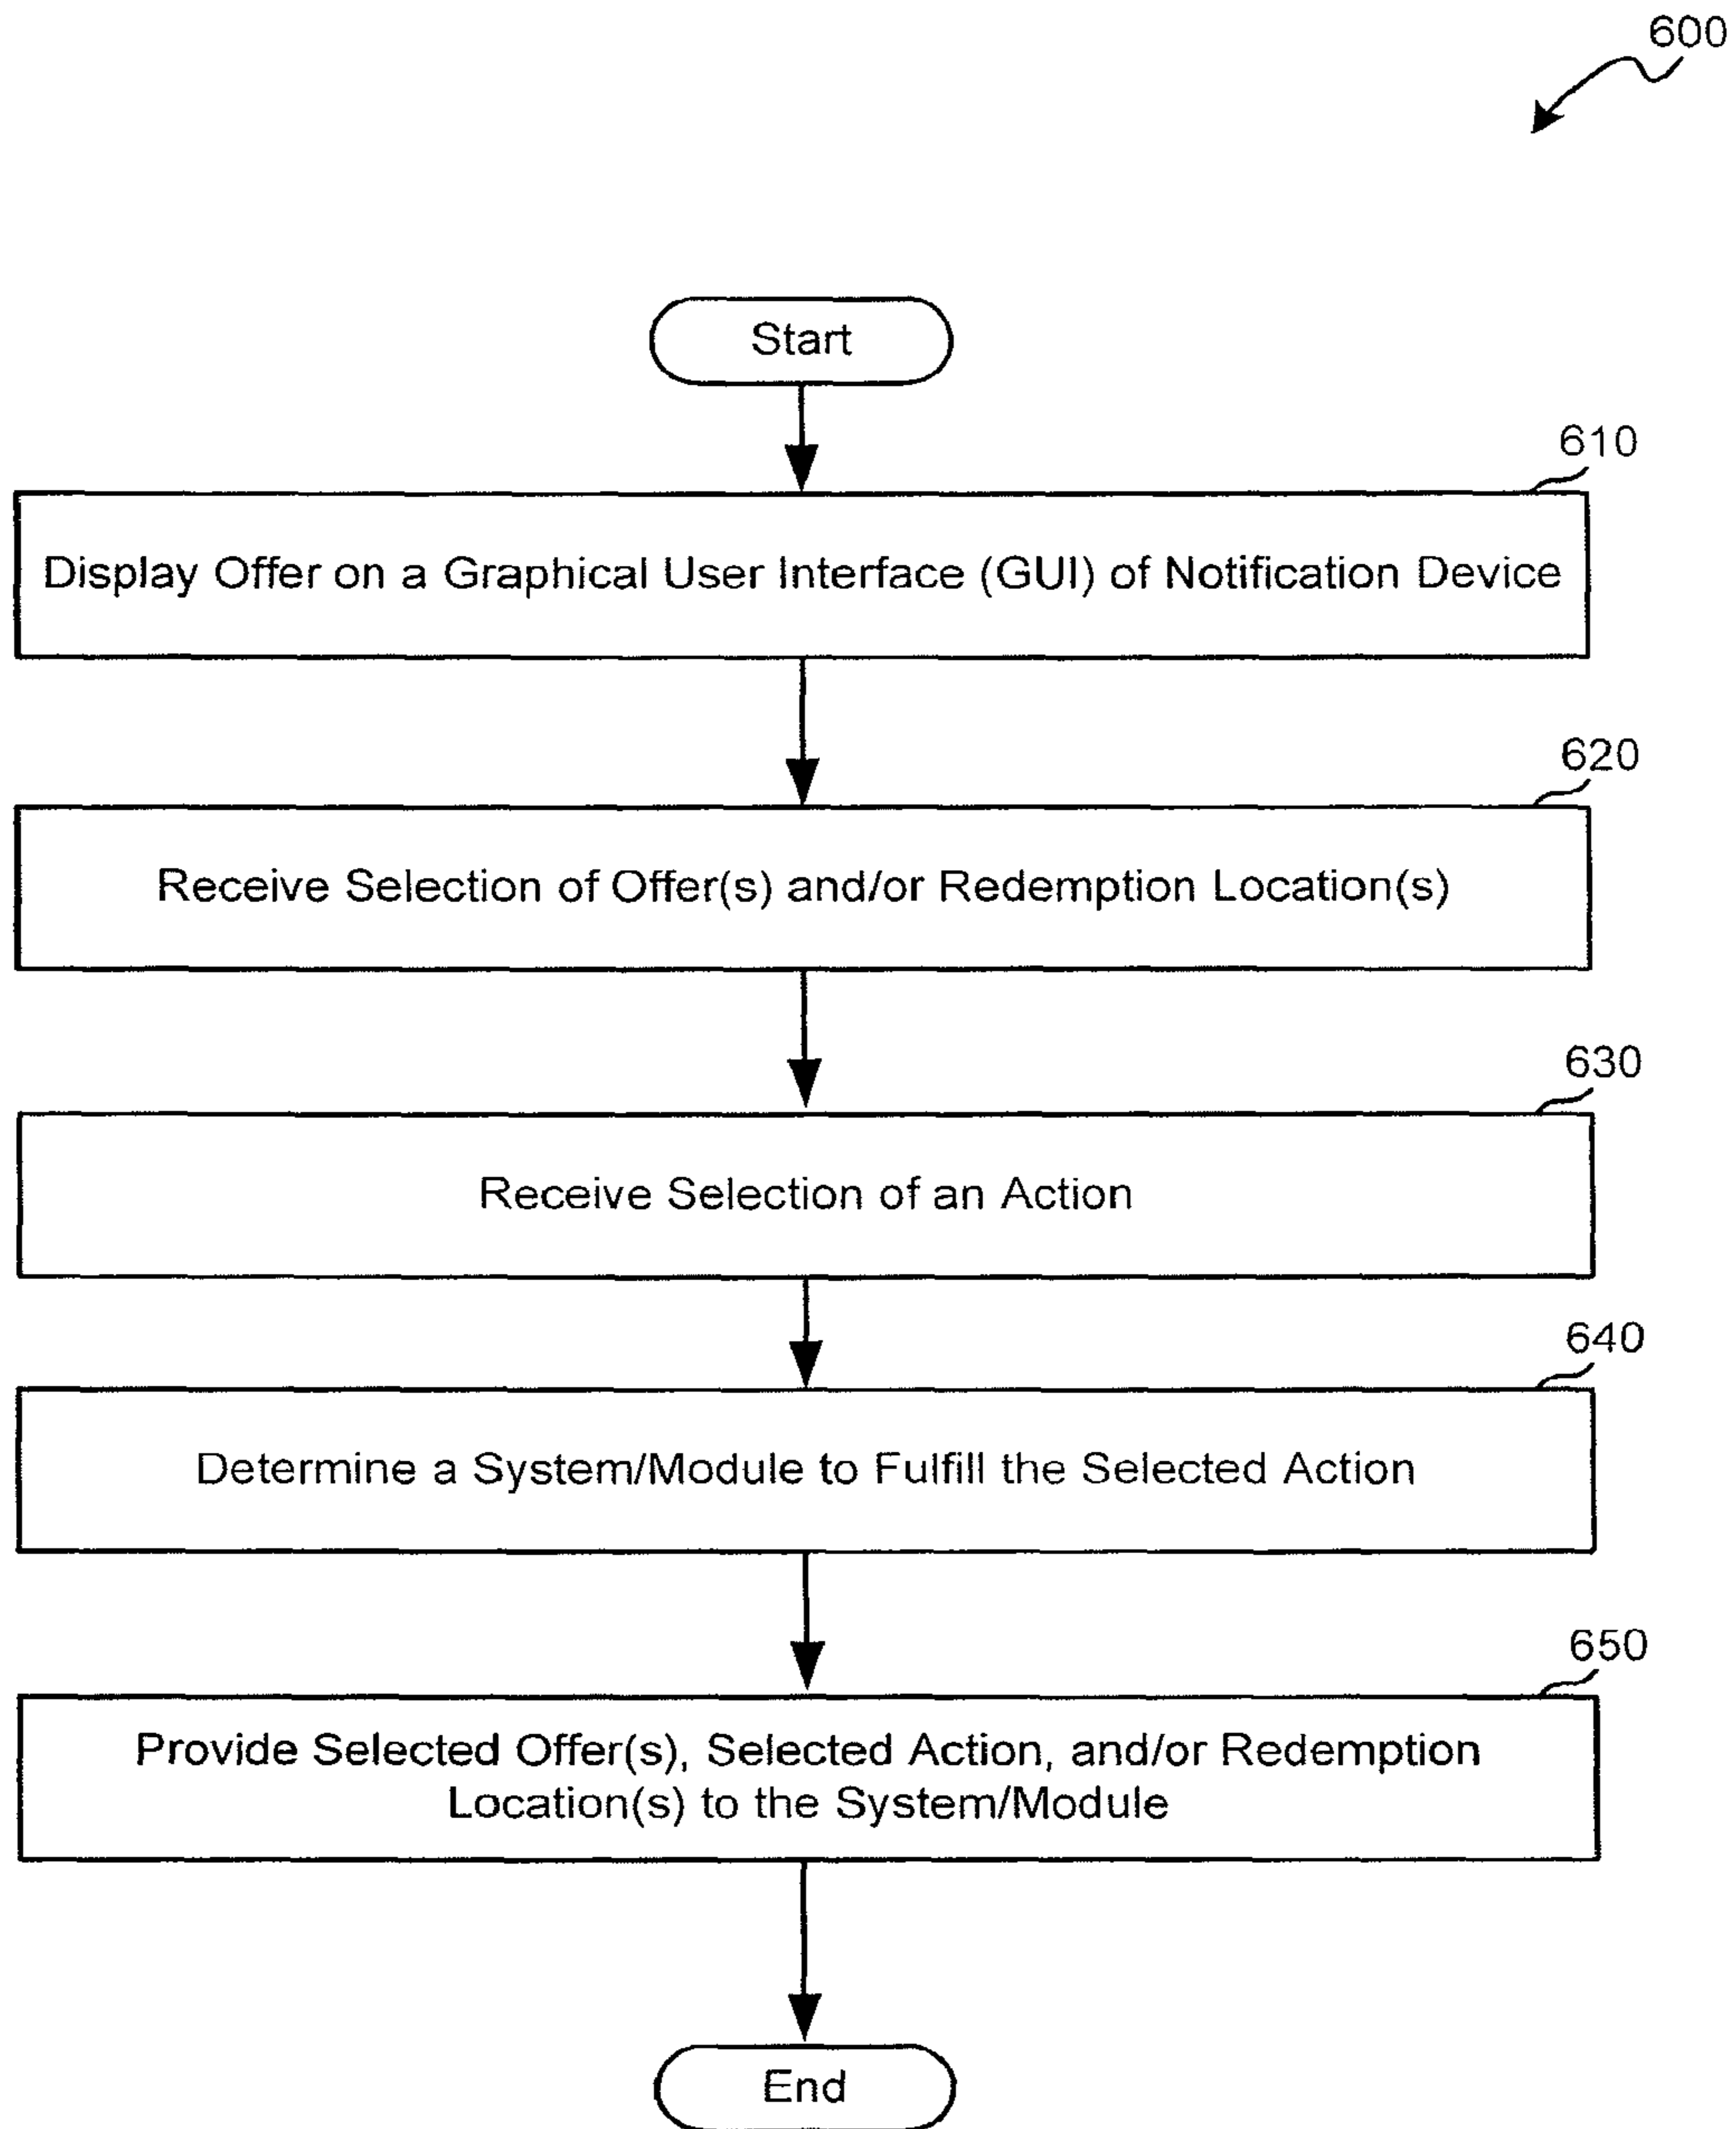 600
Start
610
Display Offer on a Graphical User Interface (GUI) of Notification Device
620
Receive Selection of Offer(s) and/or Redemption Location(s)
630
Receive Selection of an Action
640
Determine a System/Module to Fulfill the Selected Action
650
Provide Selected Offer(s), Selected Action, and/or Redemption
Location(s) to the System/Module
End